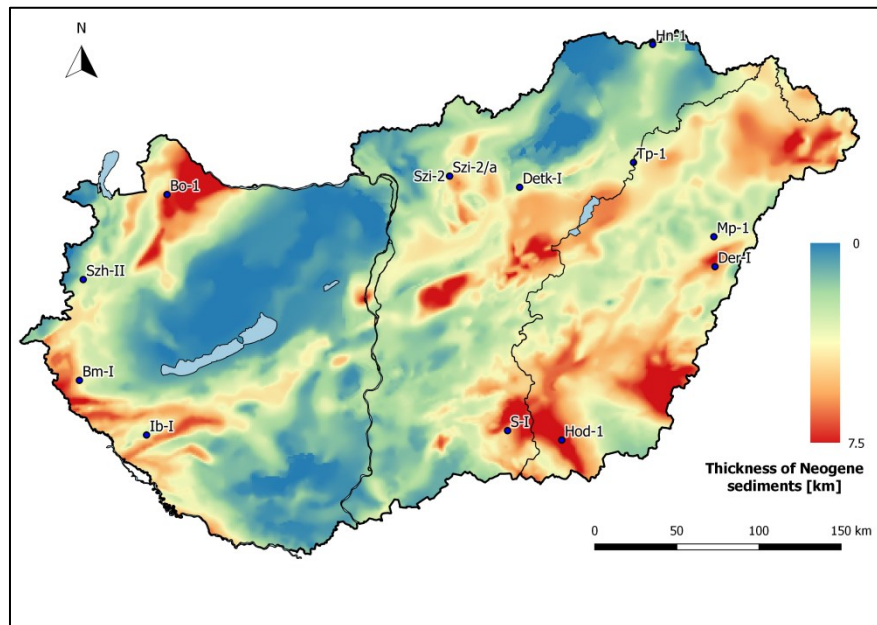 N
Hn-1
Tp-1
Szi-2/a
Szi-2
Detk-I
Bo-1
Mp-1
0
Der-I
Szh-II
Bm-I
Ib-I
S-I
Hod-1
7.5
Thickness of Neogene
sediments [km]
0 50 100 150 km